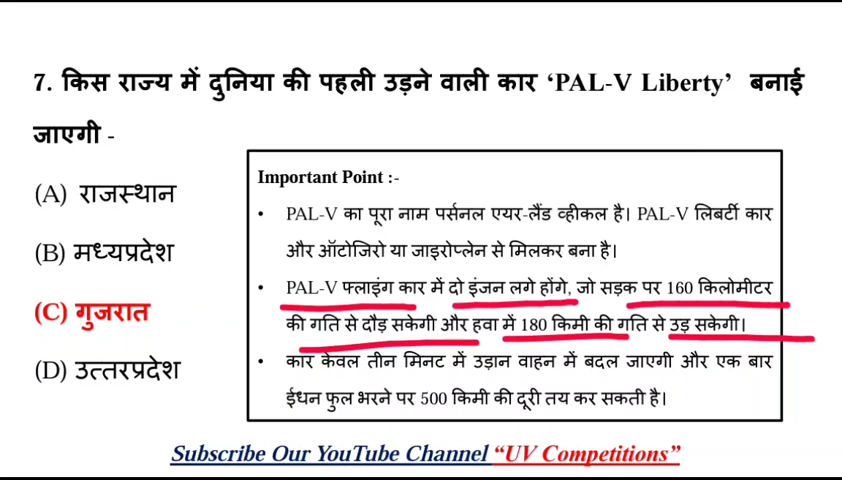 7. किस राज्य में दुनिया की पहली उड़ने वाली कार ‘PAL-V Liberty’ बनाई
जाएगी -
(A) राजस्थान
(B) मध्यप्रदेश
(C) गुजरात
(D) उत्तरप्रदेश
Important Point :-
• PAL-V का पूरा नाम पर्सनल एयर-लैंड व्हीकल है। PAL-V लिबर्टी कार
और ऑटोजिरो या जाइरोप्लेन से मिलकर बना है।
• PAL-V फ्लाइंग कार में दो इंजन लगे होंगे, जो सड़क पर 160 किलोमीटर
की गति से दौड़ सकेगी और हवा में 180 किमी की गति से उड़ सकेगी।
• कार केवल तीन मिनट में उड़ान वाहन में बदल जाएगी और एक बार
ईधन फुल भरने पर 500 किमी की दूरी तय कर सकती है।
Subscribe Our YouTube Channel “UV Competitions”